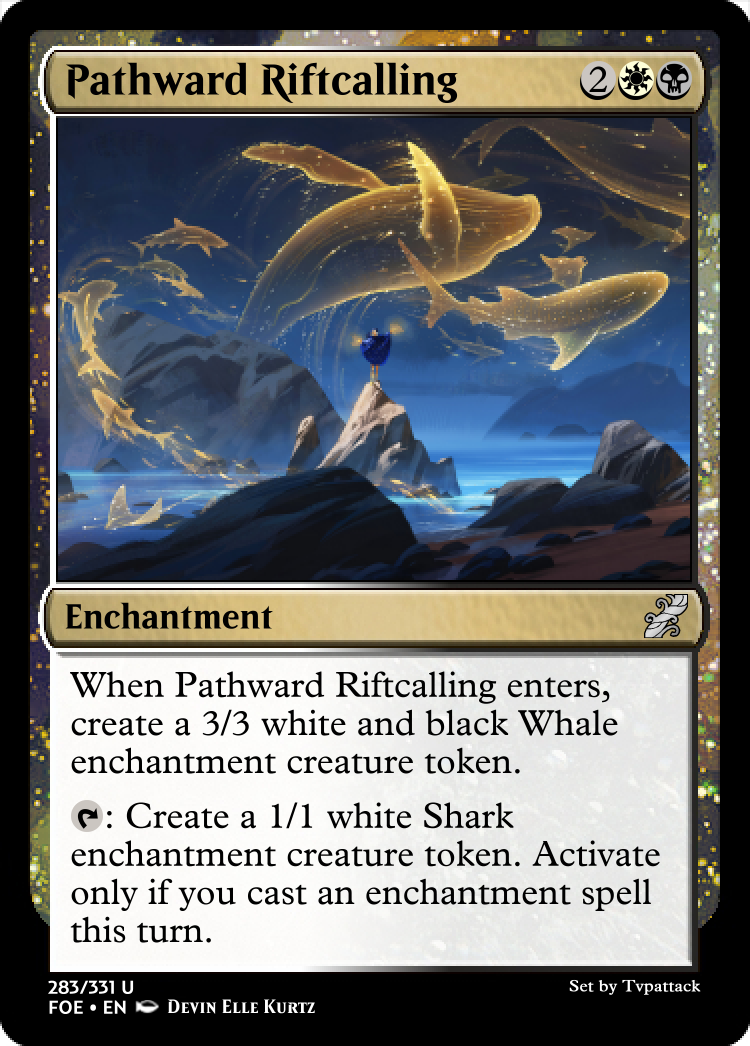 Pathward Riftcalling 2
Enchantment
When Pathward Riftcalling enters,
create a 3/3 white and black Whale
enchantment creature token.
: Create a 1/1 white Shark
enchantment creature token. Activate
only if you cast an enchantment spell
this turn.
283/331 U
Set by Tvpattack
FOE • EN Devin Elle Kurtz